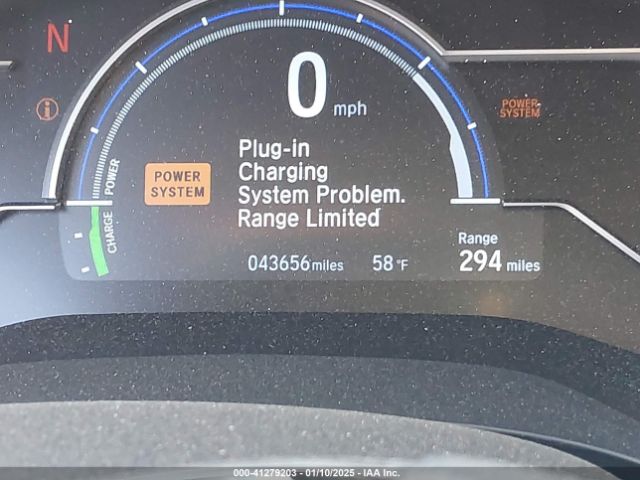 N
0 mph
POWER
SYSTEM
Plug-in
Charging
System Problem.
Range Limited
POWER
SYSTEM
POWER
CHARGE
Range
043656 miles 58 °F 294 miles
000-41279203 - 01/10/2025 - IAA Inc.